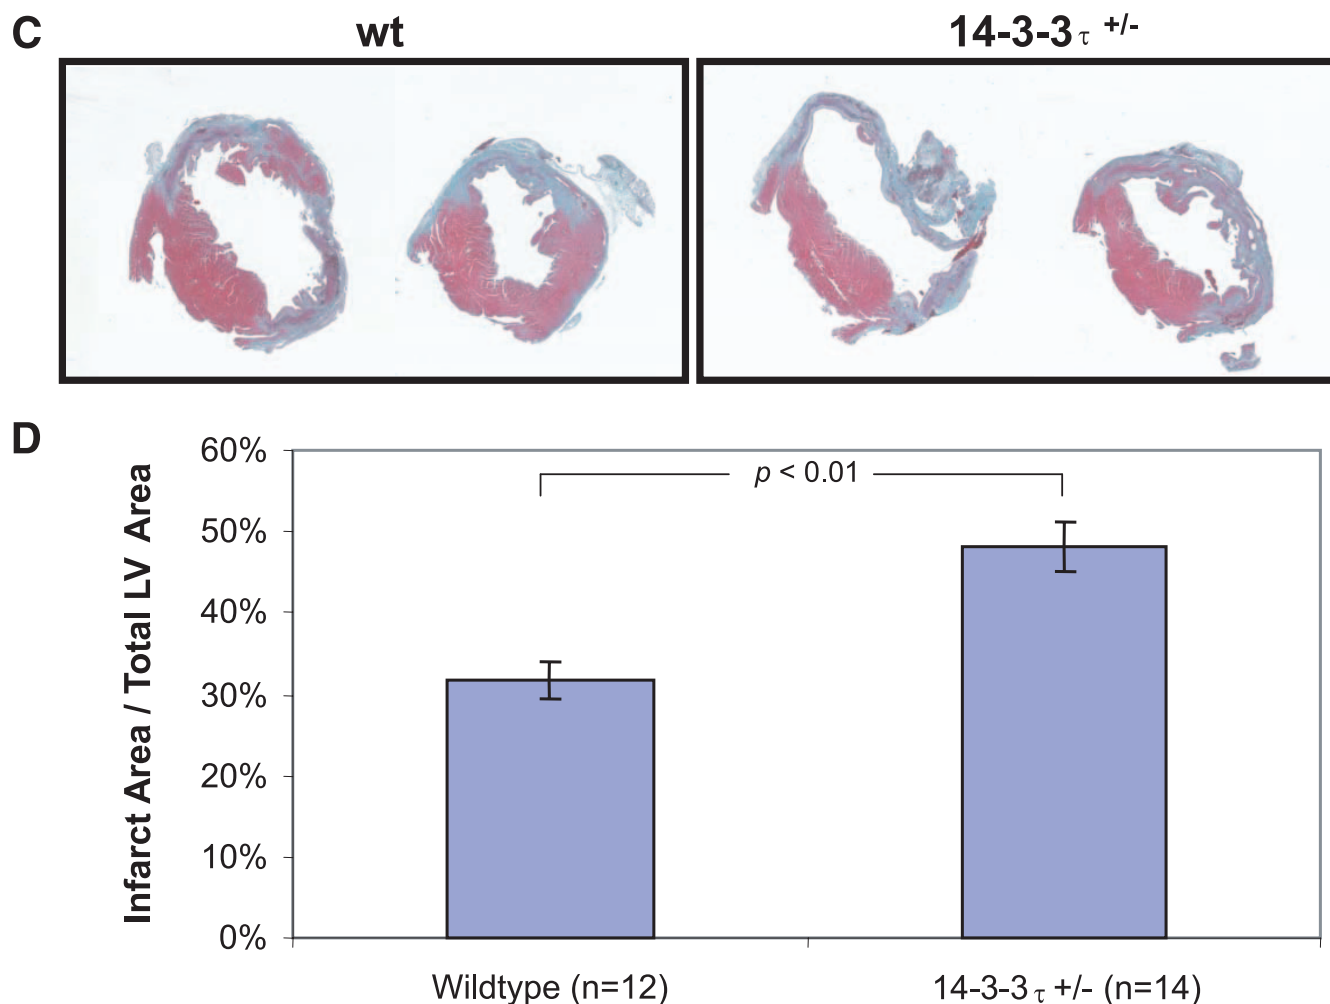 C
wt
14-3-3τ +/-
D
Infarct Area / Total LV Area
60%
50%
40%
30%
20%
10%
0%
p < 0.01
Wildtype (n=12)
14-3-3τ +/- (n=14)